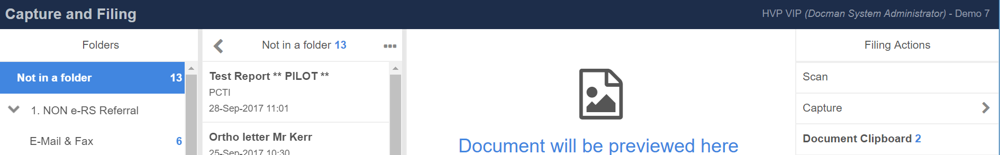 Capture and Filing
HVP VIP (Docman System Administrator) - Demo 7
Folders
Not in a folder 13
1. NON e-RS Referral
E-Mail & Fax 6
Not in a folder 13
Test Report ** PILOT **
PCTI
28-Sep-2017 11:01
Ortho letter Mr Kerr
25-Sep-2017 10:30
Document will be previewed here
Filing Actions
Scan
Capture
Document Clipboard 2